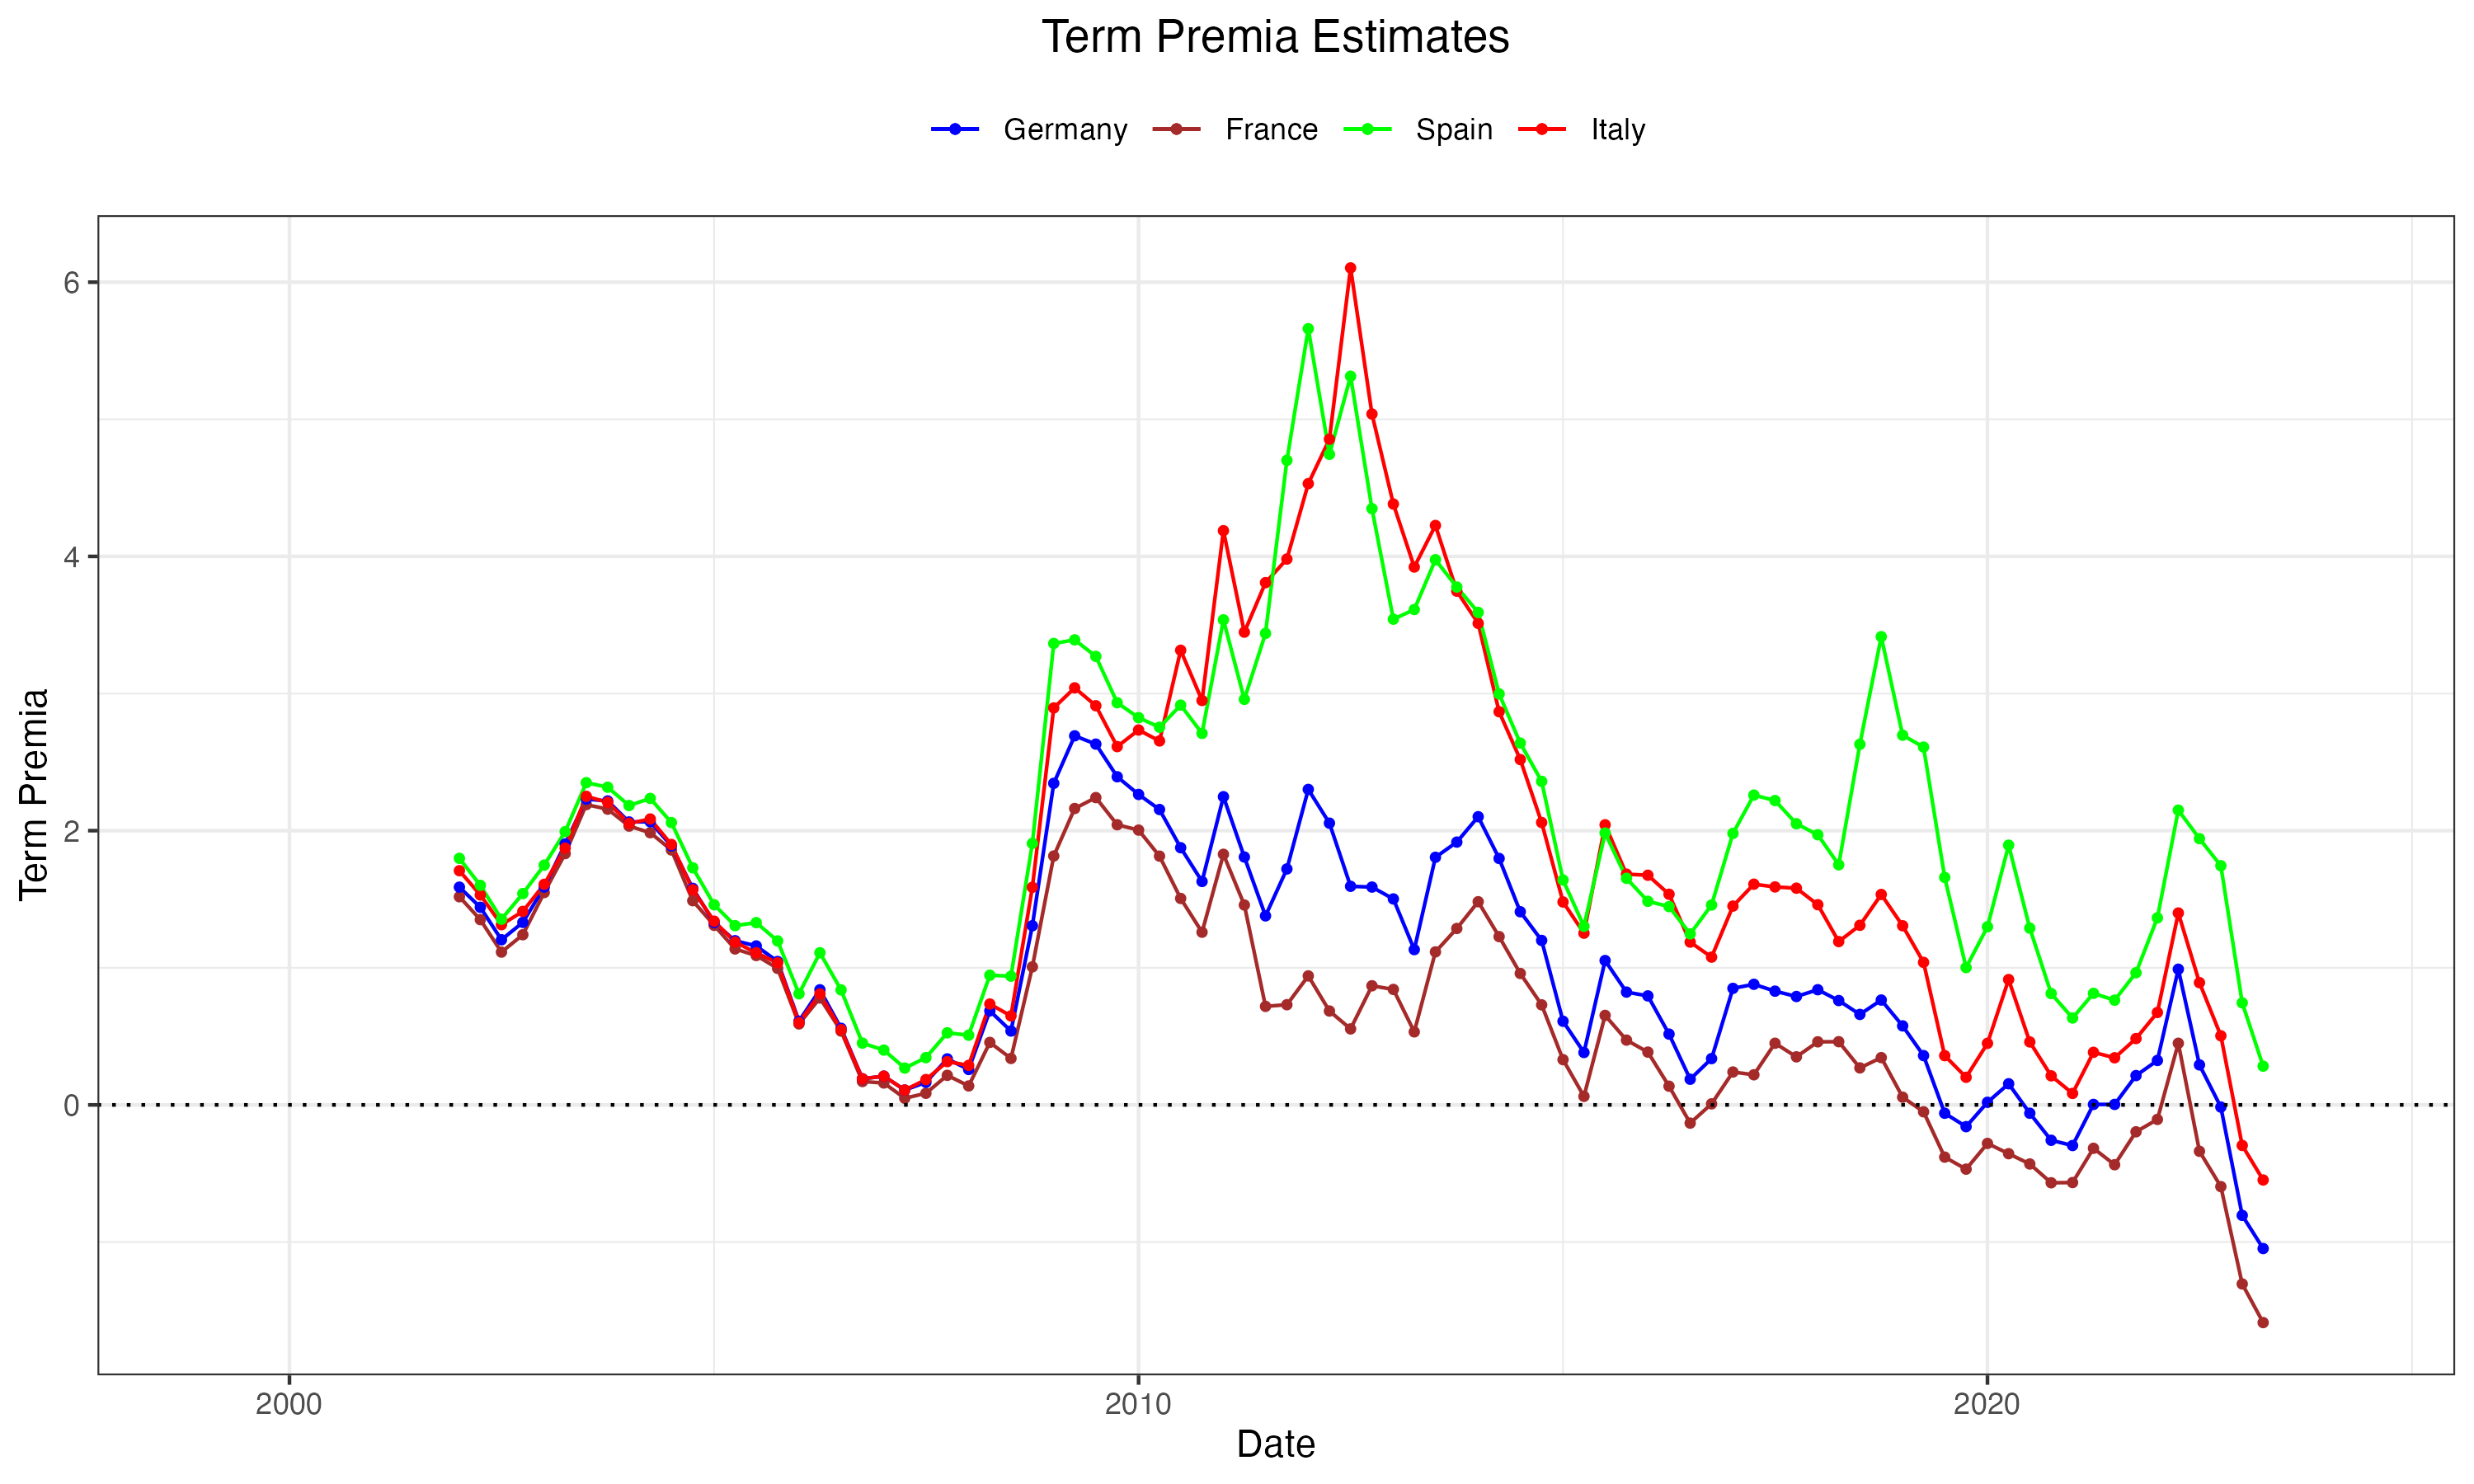 Term Premia Estimates
Germany France Spain Italy
Term Premia
6
4
2
0
2000 2010 2020
Date